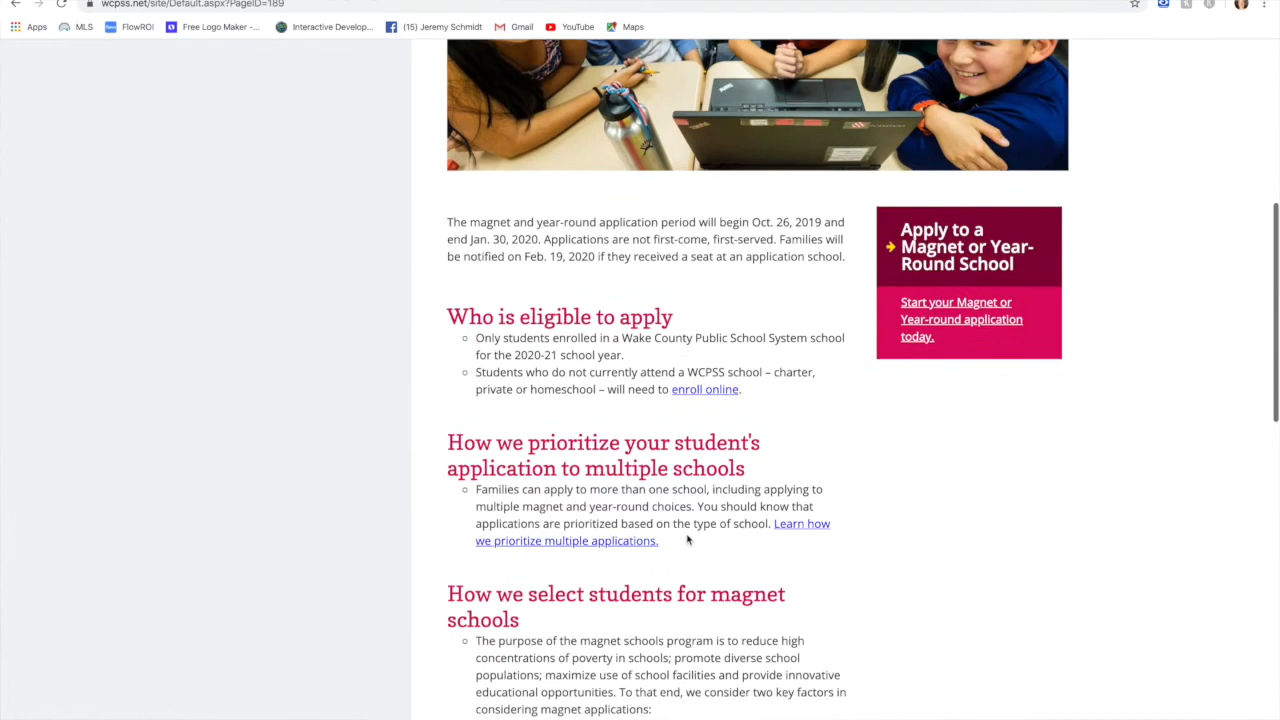 wcpss.net/site/Default.aspx?PageID=189
Apps MLS FlowROI Free Logo Maker -... Interactive Develop... (15) Jeremy Schmidt Gmail YouTube Maps
The magnet and year-round application period will begin Oct. 26, 2019 and
end Jan. 30, 2020. Applications are not first-come, first-served. Families will
be notified on Feb. 19, 2020 if they received a seat at an application school.
Apply to a
Magnet or Year-
Round School
Start your Magnet or
Year-round application
today.
Who is eligible to apply
Only students enrolled in a Wake County Public School System school
for the 2020-21 school year.
Students who do not currently attend a WCPSS school – charter,
private or homeschool – will need to enroll online.
How we prioritize your student's
application to multiple schools
Families can apply to more than one school, including applying to
multiple magnet and year-round choices. You should know that
applications are prioritized based on the type of school. Learn how
we prioritize multiple applications.
How we select students for magnet
schools
The purpose of the magnet schools program is to reduce high
concentrations of poverty in schools; promote diverse school
populations; maximize use of school facilities and provide innovative
educational opportunities. To that end, we consider two key factors in
considering magnet applications: